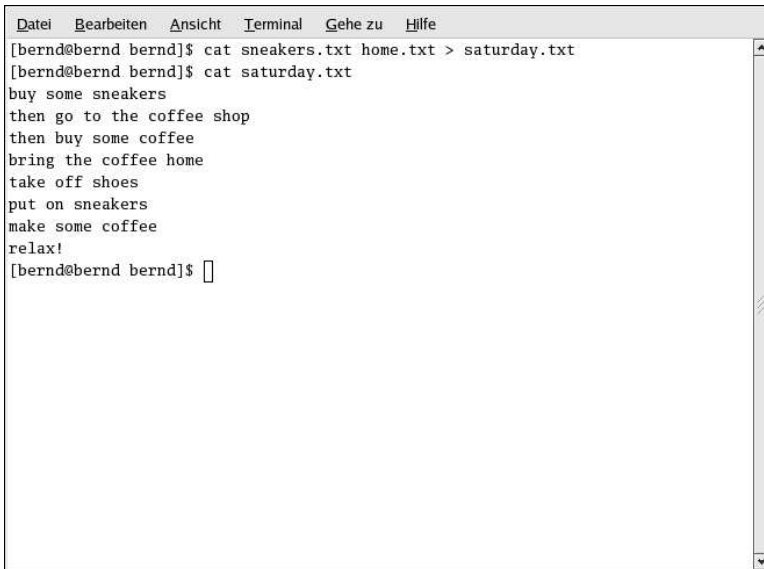 Datei Bearbeiten Ansicht Terminal Gehe zu Hilfe
[bernd@bernd bernd]$ cat sneakers.txt home.txt > saturday.txt
[bernd@bernd bernd]$ cat saturday.txt
buy some sneakers
then go to the coffee shop
then buy some coffee
bring the coffee home
take off shoes
put on sneakers
make some coffee
relax!
[bernd@bernd bernd]$